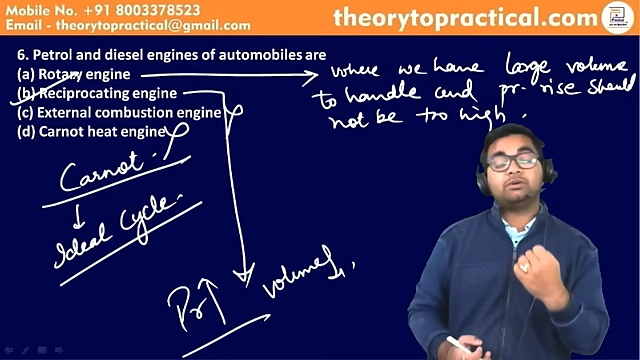 Mobile No. +91 8003378523
Email - theorytopractical@gmail.com
theorytopractical.com
6. Petrol and diesel engines of automobiles are
(a) Rotary engine
(b) Reciprocating engine
(c) External combustion engine
(d) Carnot heat engine
where we have large volume
to handle and pr. rise should
not be too high.
Carnot.
Ideal Cycle.
Pr↑
volume↓,